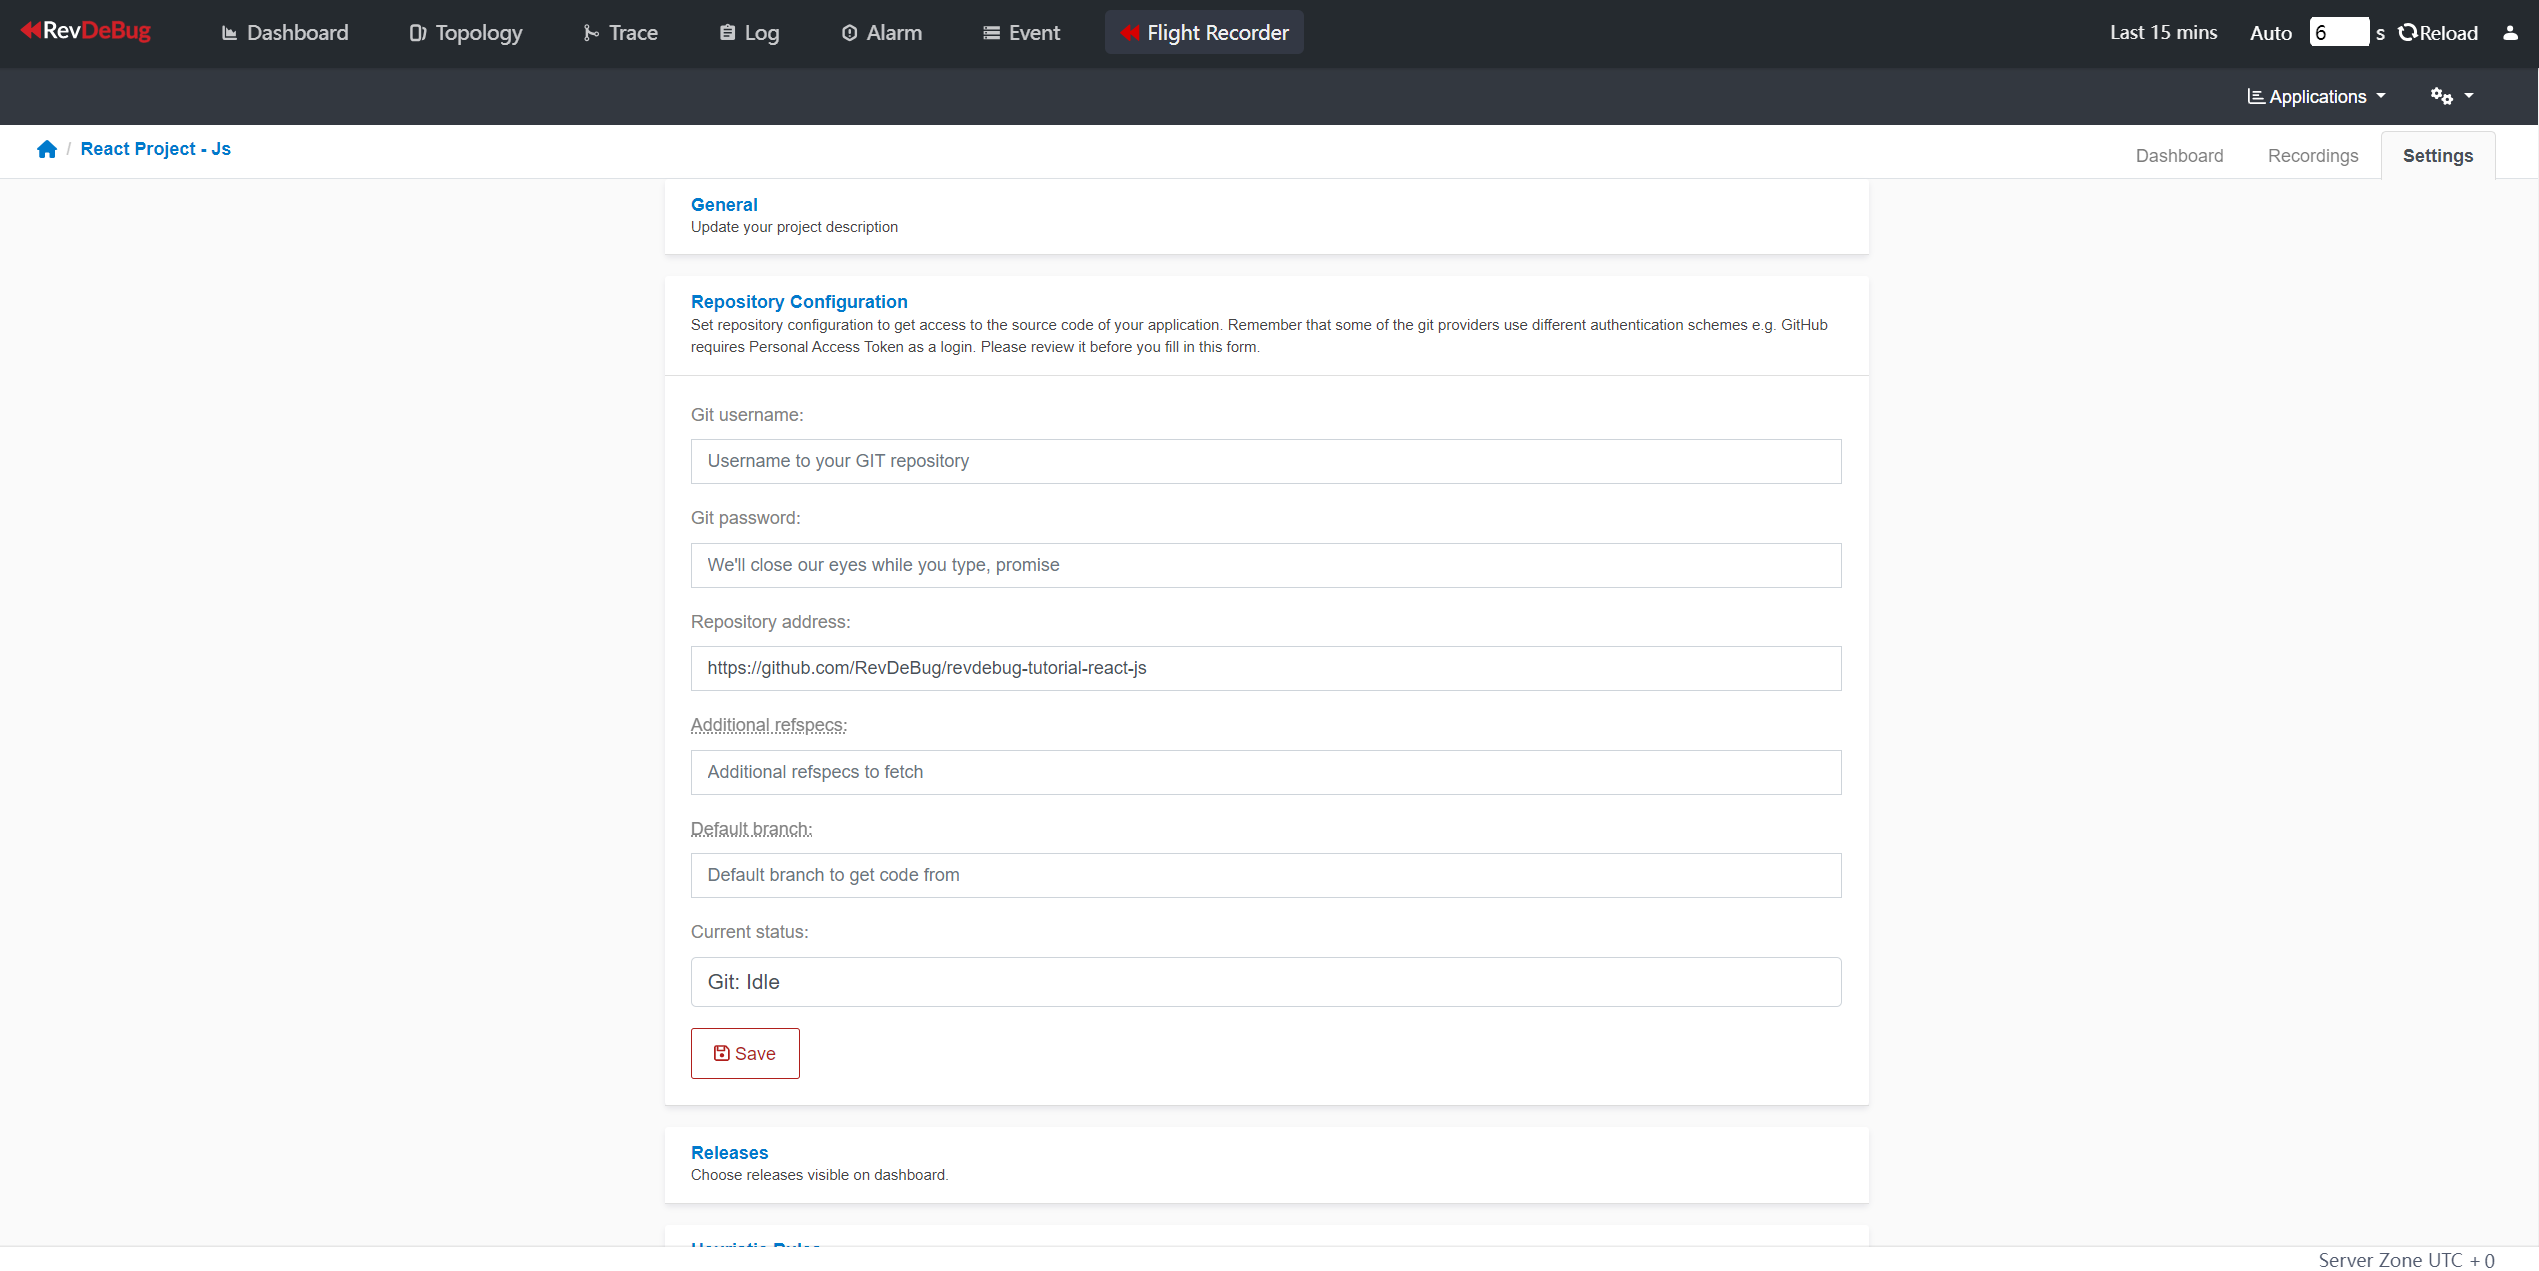 RevDeBug Dashboard Topology Trace Log Alarm Event Flight Recorder Last 15 mins Auto 6 s Reload
Applications
/ React Project - Js Dashboard Recordings Settings
General
Update your project description
Repository Configuration
Set repository configuration to get access to the source code of your application. Remember that some of the git providers use different authentication schemes e.g. GitHub
requires Personal Access Token as a login. Please review it before you fill in this form.
Git username:
Username to your GIT repository
Git password:
We'll close our eyes while you type, promise
Repository address:
https://github.com/RevDeBug/revdebug-tutorial-react-js
Additional refspecs:
Additional refspecs to fetch
Default branch:
Default branch to get code from
Current status:
Git: Idle
Save
Releases
Choose releases visible on dashboard.
Heuristic Rules
Server Zone UTC + 0